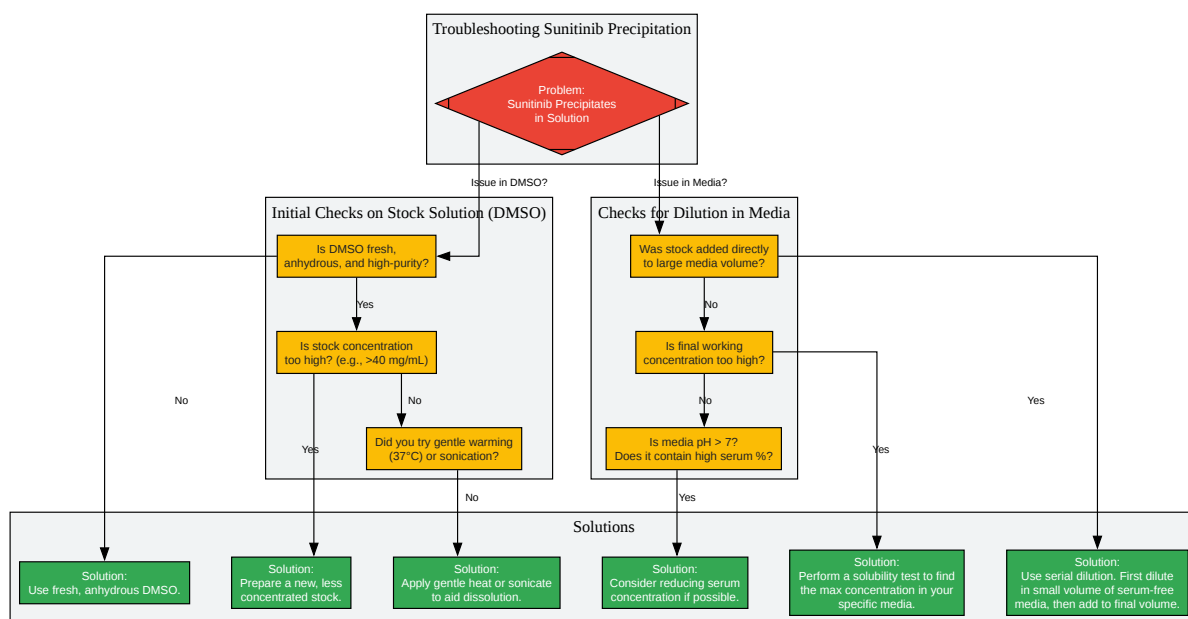 Troubleshooting Sunitinib Precipitation
Problem:
Sunitinib Precipitates
in Solution
Issue in DMSO?
Issue in Media?
Initial Checks on Stock Solution (DMSO)
Checks for Dilution in Media
Is DMSO fresh,
anhydrous, and high-purity?
Was stock added directly
to large media volume?
Yes
No
Is stock concentration
too high? (e.g., >40 mg/mL)
Is final working
concentration too high?
No
No
No
Yes
Did you try gentle warming
(37°C) or sonication?
Is media pH > 7?
Does it contain high serum %?
Yes
Yes
No
Yes
Solutions
Solution:
Use fresh, anhydrous DMSO.
Solution:
Prepare a new, less
concentrated stock.
Solution:
Apply gentle heat or sonicate
to aid dissolution.
Solution:
Consider reducing serum
concentration if possible.
Solution:
Perform a solubility test to find
the max concentration in your
specific media.
Solution:
Use serial dilution. First dilute
in small volume of serum-free
media, then add to final volume.